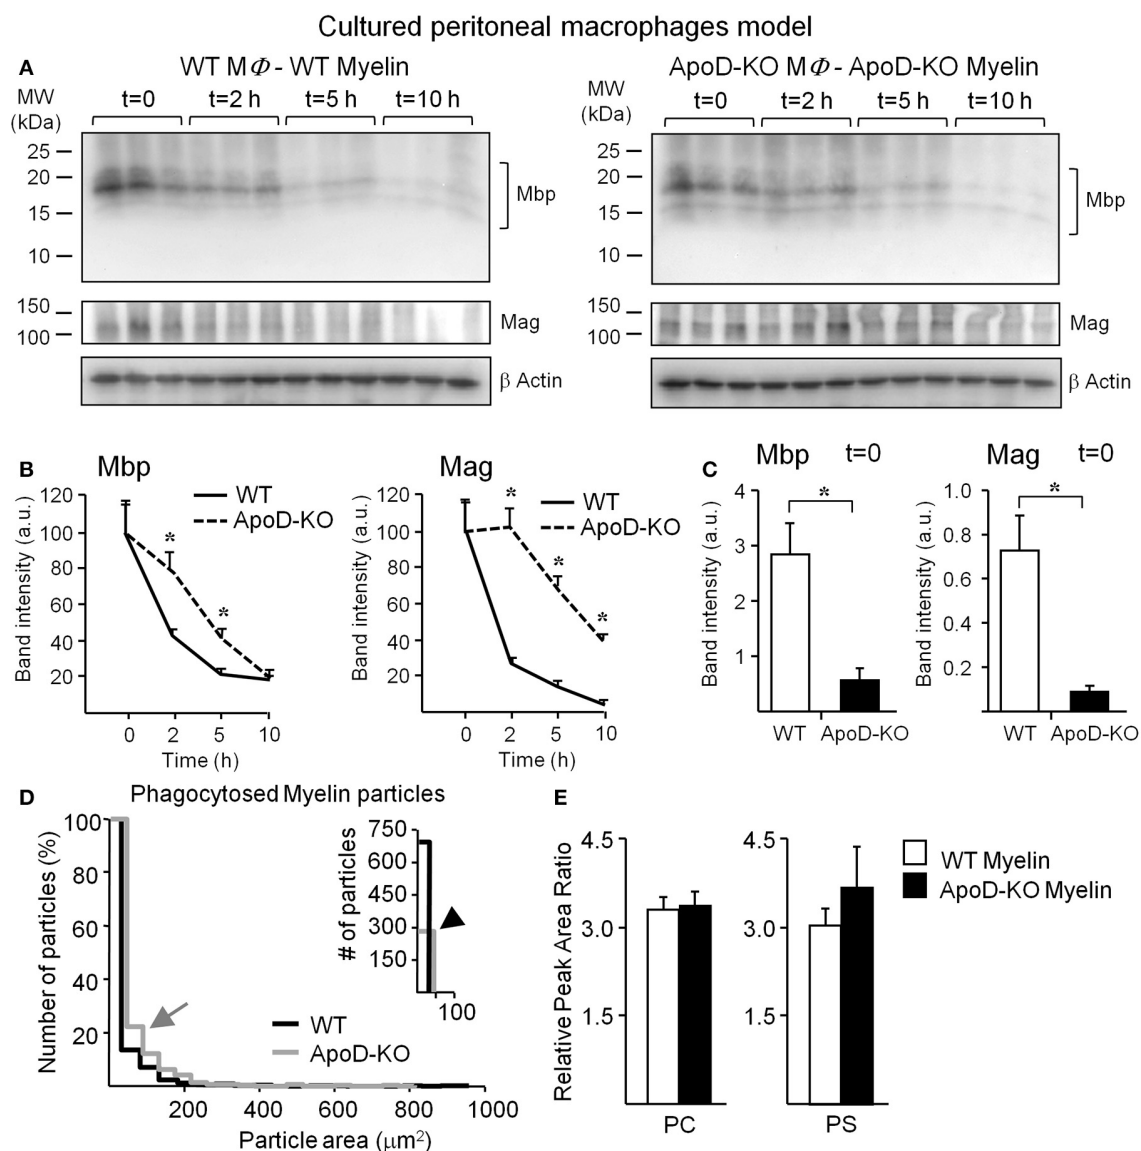 Cultured peritoneal macrophages model
A
WT MΦ - WT Myelin
MW
(kDa)
t=0 t=2 h t=5 h t=10 h
25
20
15
10
Mbp
150
100
Mag
β Actin
ApoD-KO MΦ - ApoD-KO Myelin
MW
(kDa)
t=0 t=2 h t=5 h t=10 h
25
20
15
10
Mbp
150
100
Mag
β Actin
B
Mbp
Band intensity (a.u.)
120
100
80
60
40
20
WT
ApoD-KO
*
*
0 2 5 10
Time (h)
Mag
Band intensity (a.u.)
120
100
80
60
40
20
WT
ApoD-KO
*
*
*
0 2 5 10
Time (h)
C
Mbp t=0
Band intensity (a.u.)
4
3
2
1
*
WT ApoD-KO
Mag t=0
Band intensity (a.u.)
1.0
0.8
0.6
0.4
0.2
*
WT ApoD-KO
D
Phagocytosed Myelin particles
Number of particles (%)
100
80
60
40
20
# of particles
750
600
450
300
150
100
WT
ApoD-KO
200 400 600 800 1000
Particle area (μm²)
E
Relative Peak Area Ratio
4.5
3.0
1.5
PC
4.5
3.0
1.5
PS
WT Myelin
ApoD-KO Myelin